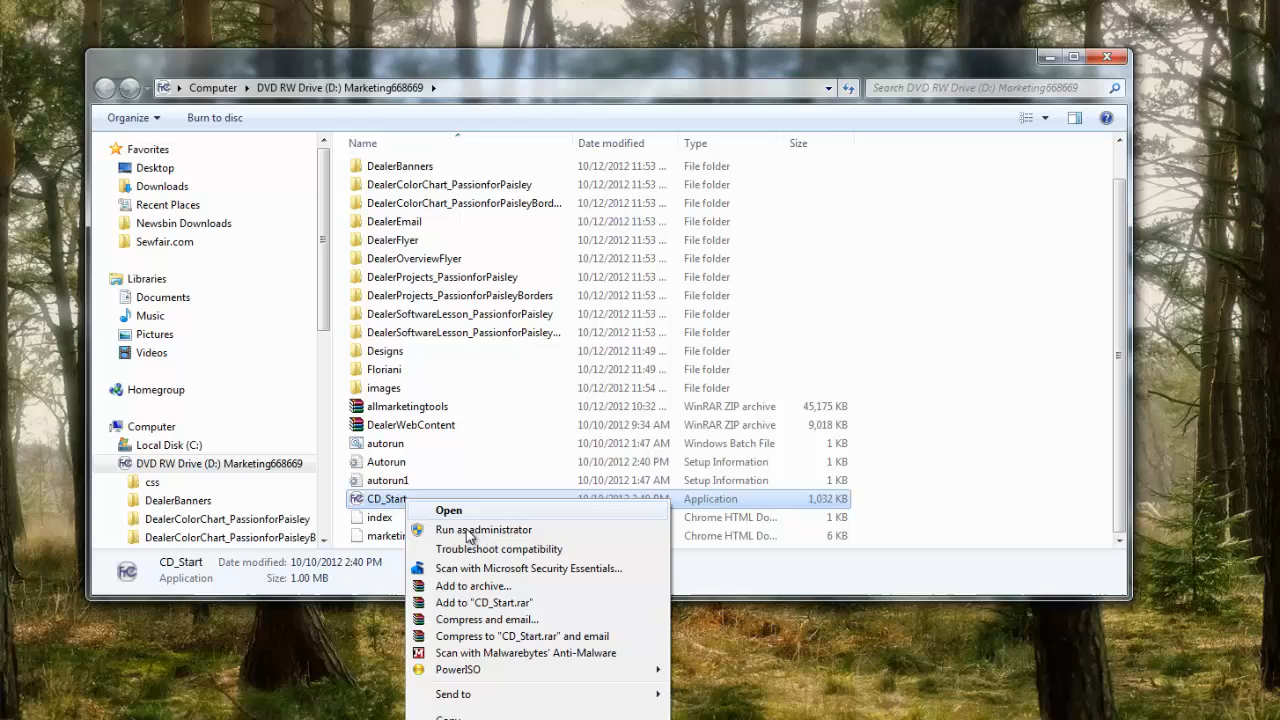 Computer DVD RW Drive (D:) Marketing668669
Search DVD RW Drive (D:) Marketing668669
Organize Burn to disc
Favorites
Desktop
Downloads
Recent Places
Newsbin Downloads
Sewfair.com
Libraries
Documents
Music
Pictures
Videos
Homegroup
Computer
Local Disk (C:)
DVD RW Drive (D:) Marketing668669
css
DealerBanners
DealerColorChart_PassionforPaisley
DealerColorChart_PassionforPaisleyB
Name Date modified Type Size
DealerBanners 10/12/2012 11:53 ... File folder
DealerColorChart_PassionforPaisley 10/12/2012 11:53 ... File folder
DealerColorChart_PassionforPaisleyBord... 10/12/2012 11:53 ... File folder
DealerEmail 10/12/2012 11:53 ... File folder
DealerFlyer 10/12/2012 11:53 ... File folder
DealerOverviewFlyer 10/12/2012 11:53 ... File folder
DealerProjects_PassionforPaisley 10/12/2012 11:53 ... File folder
DealerProjects_PassionforPaisleyBorders 10/12/2012 11:53 ... File folder
DealerSoftwareLesson_PassionforPaisley 10/12/2012 11:53 ... File folder
DealerSoftwareLesson_PassionforPaisley... 10/12/2012 11:53 ... File folder
Designs 10/12/2012 11:49 ... File folder
Floriani 10/12/2012 11:49 ... File folder
images 10/12/2012 11:54 ... File folder
allmarketingtools 10/12/2012 10:32 ... WinRAR ZIP archive 45,175 KB
DealerWebContent 10/10/2012 9:34 AM WinRAR ZIP archive 9,018 KB
autorun 10/10/2012 1:47 AM Windows Batch File 1 KB
Autorun 10/10/2012 2:40 PM Setup Information 1 KB
autorun1 10/10/2012 1:47 AM Setup Information 1 KB
CD_Start 10/10/2012 2:40 PM Application 1,032 KB
index Chrome HTML Do... 1 KB
Chrome HTML Do... 6 KB
Open
Run as administrator
Troubleshoot compatibility
Scan with Microsoft Security Essentials...
Add to archive...
Add to "CD_Start.rar"
Compress and email...
Compress to "CD_Start.rar" and email
Scan with Malwarebytes' Anti-Malware
PowerISO
Send to
CD_Start Date modified: 10/10/2012 2:40 PM
Application Size: 1.00 MB